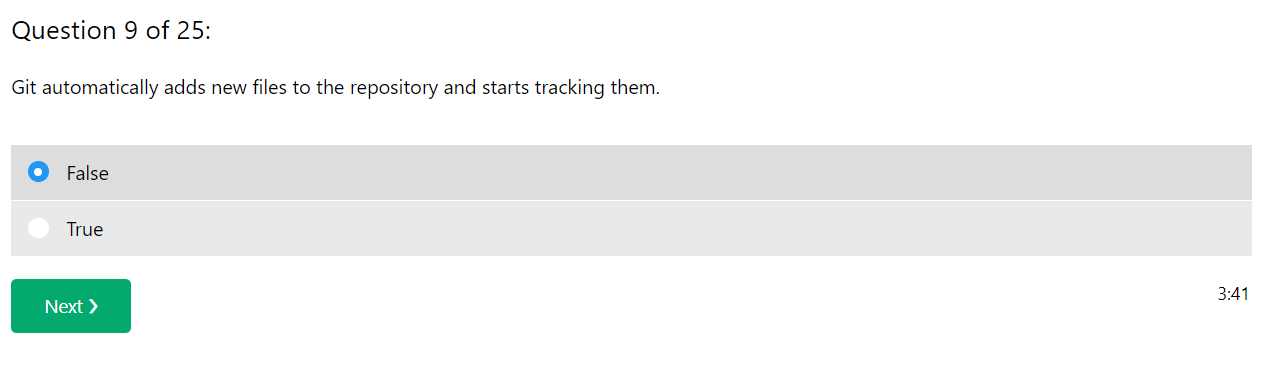 Question 9 of 25:
Git automatically adds new files to the repository and starts tracking them.
False
True
Next ❯
3:41